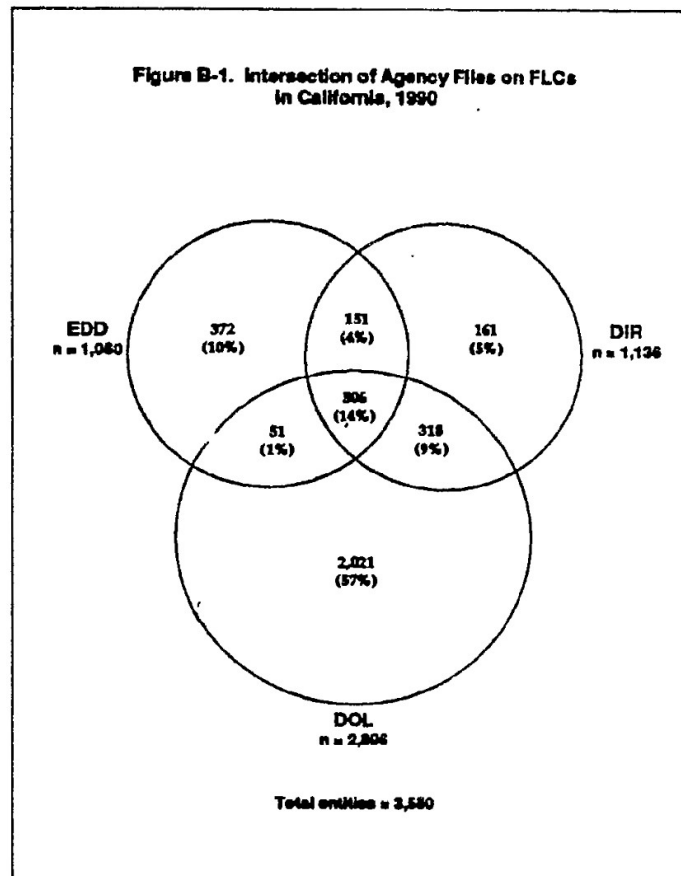 Figure B-1. Intersection of Agency Files on FLCs
in California, 1990
EDD
n = 1,080
372
(10%)
151
(4%)
161
(5%)
DIR
n = 1,136
506
(14%)
51
(1%)
318
(9%)
2,021
(57%)
DOL
n = 2,896
Total entities = 3,580